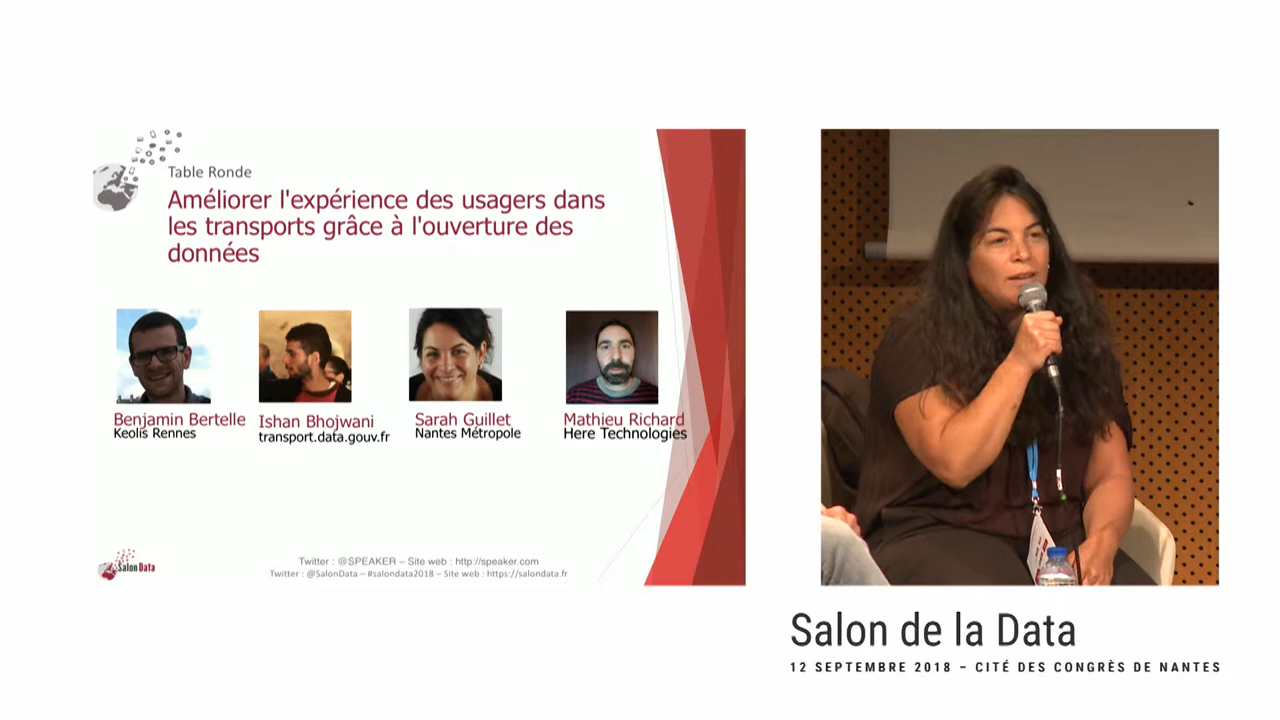 Table Ronde
Améliorer l'expérience des usagers dans
les transports grâce à l'ouverture des
données
Benjamin Bertelle
Keolis Rennes
Ishan Bhojwani
transport.data.gouv.fr
Sarah Guillet
Nantes Métropole
Mathieu Richard
Here Technologies
Salon Data
Twitter : @SPEAKER – Site web : http://speaker.com
Twitter : @SalonData – #salondata2018 – Site web : https://salondata.fr
Salon de la Data
12 SEPTEMBRE 2018 – CITÉ DES CONGRÈS DE NANTES